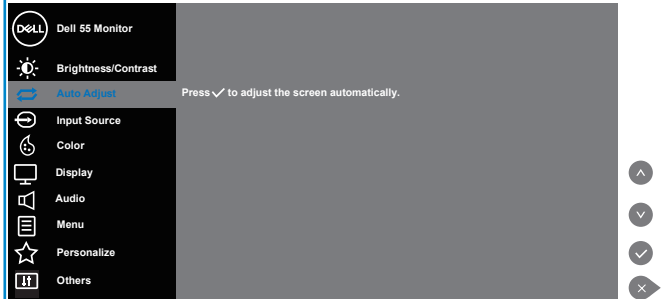 DELL Dell 55 Monitor
Brightness/Contrast
Auto Adjust Press ✓ to adjust the screen automatically.
Input Source
Color
Display
Audio
Menu
Personalize
Others